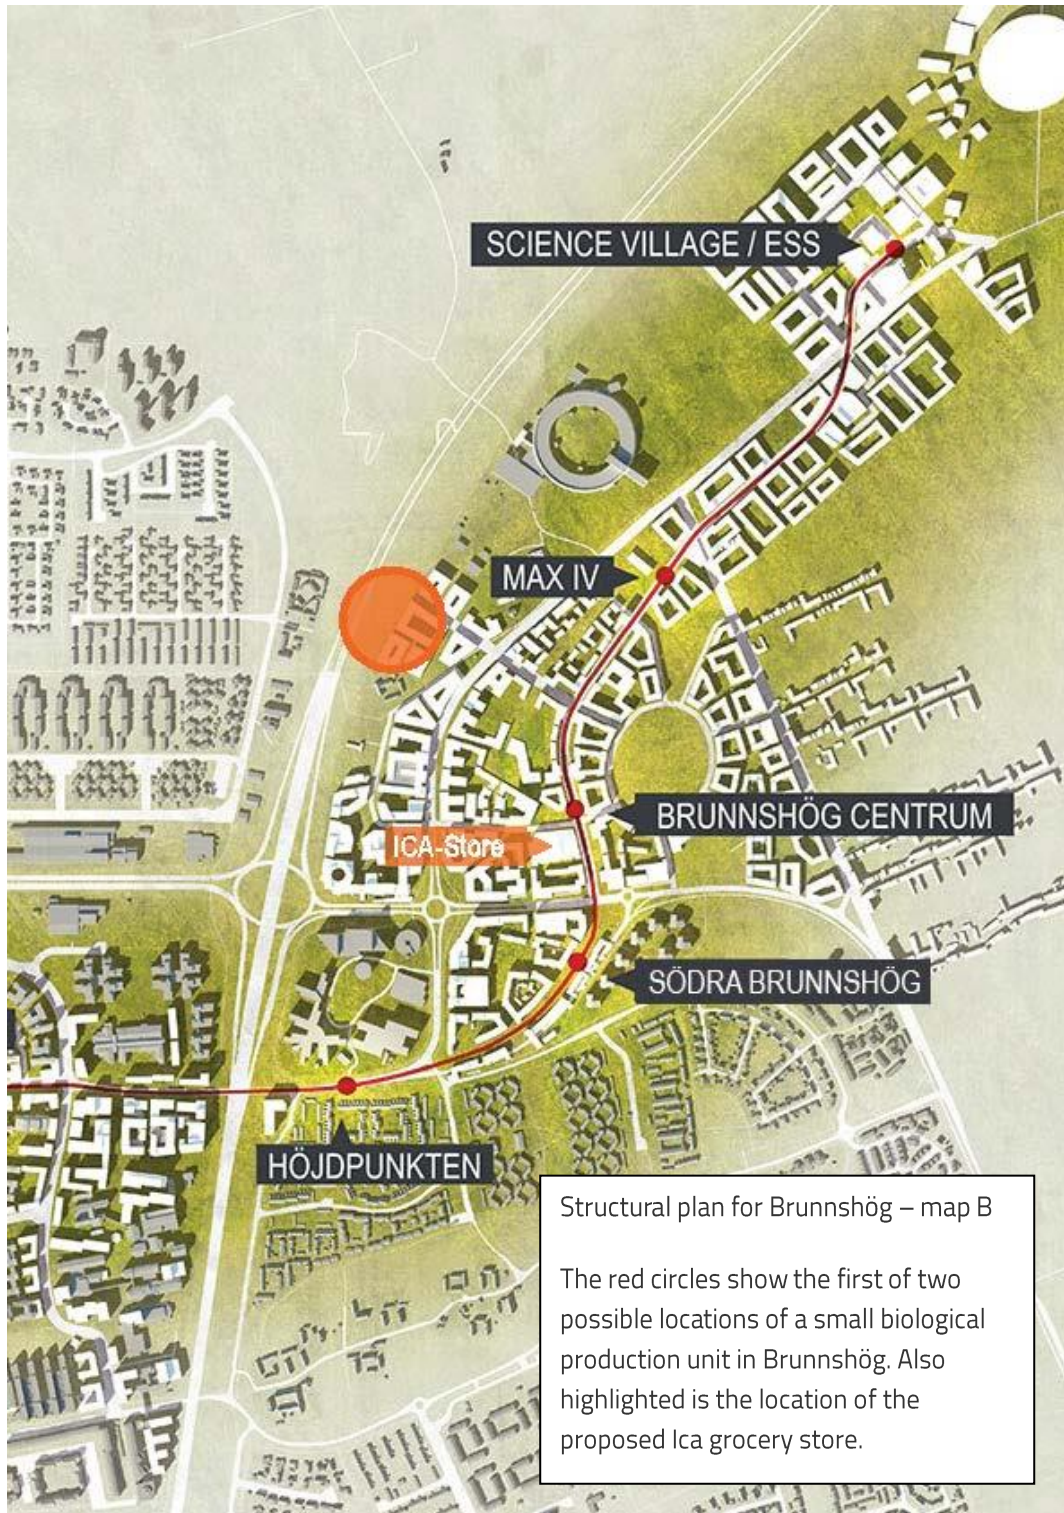 SCIENCE VILLAGE / ESS
MAX IV
BRUNNSHÖG CENTRUM
ICA-Store
SÖDRA BRUNNSHÖG
HÖJDPUNKTEN
Structural plan for Brunnshög – map B
The red circles show the first of two
possible locations of a small biological
production unit in Brunnshög. Also
highlighted is the location of the
proposed Ica grocery store.